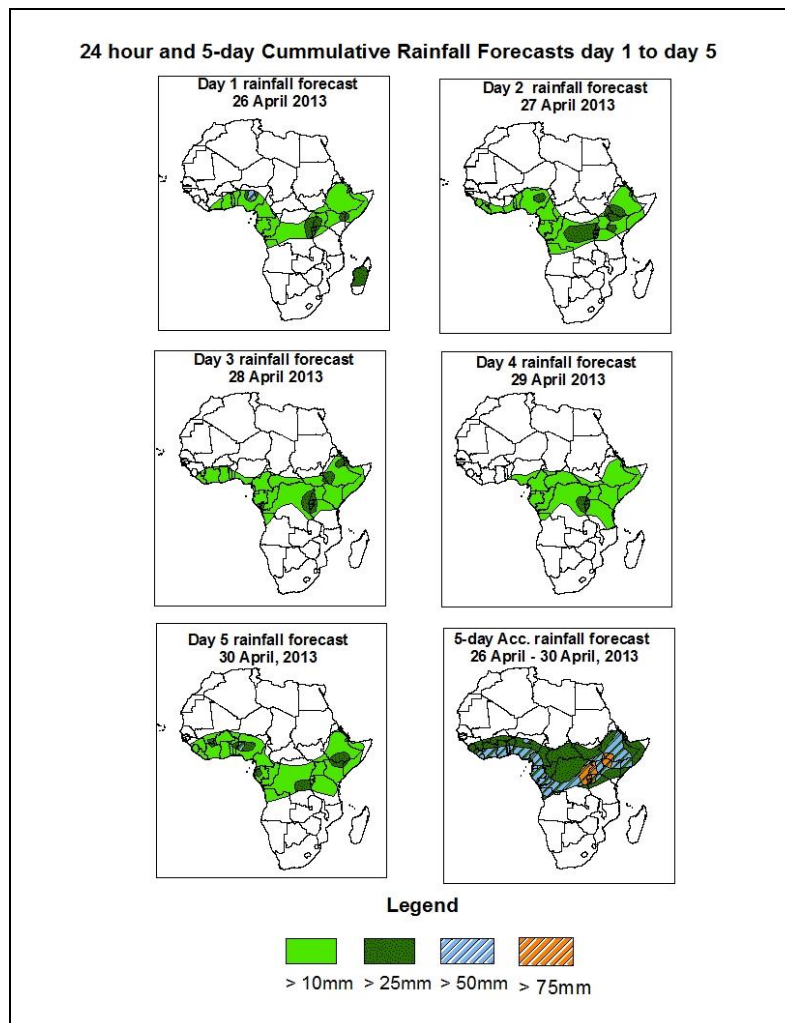 24 hour and 5-day Cummulative Rainfall Forecasts day 1 to day 5
Day 1 rainfall forecast
26 April 2013
Day 2 rainfall forecast
27 April 2013
Day 3 rainfall forecast
28 April 2013
Day 4 rainfall forecast
29 April 2013
Day 5 rainfall forecast
30 April, 2013
5-day Acc. rainfall forecast
26 April - 30 April, 2013
Legend
> 10mm > 25mm > 50mm > 75mm